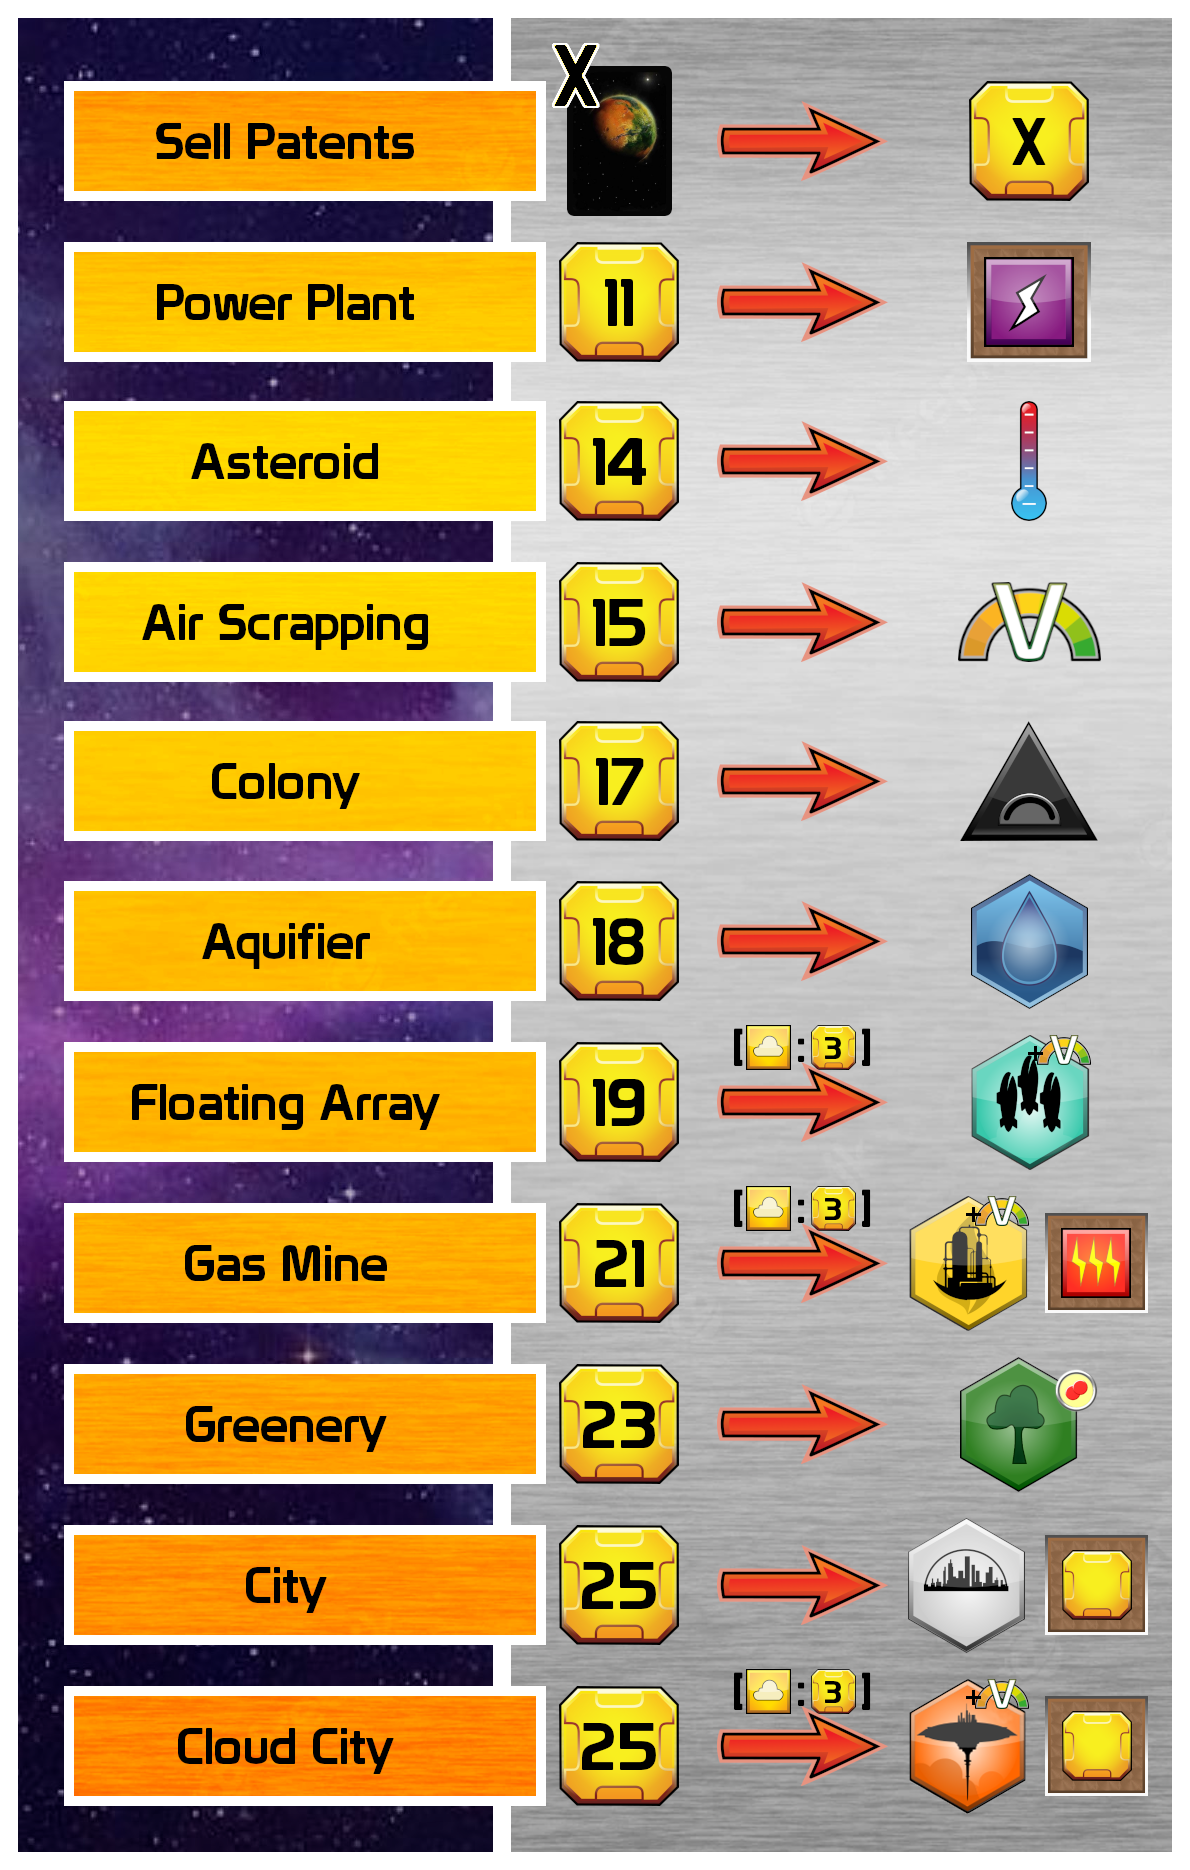 X
Sell Patents X
Power Plant 11
Asteroid 14
Air Scrapping 15 V
Colony 17
Aquifier 18
[ : 3 ]
Floating Array 19 +V
[ : 3 ]
Gas Mine 21 +V
Greenery 23
City 25
[ : 3 ]
Cloud City 25 +V